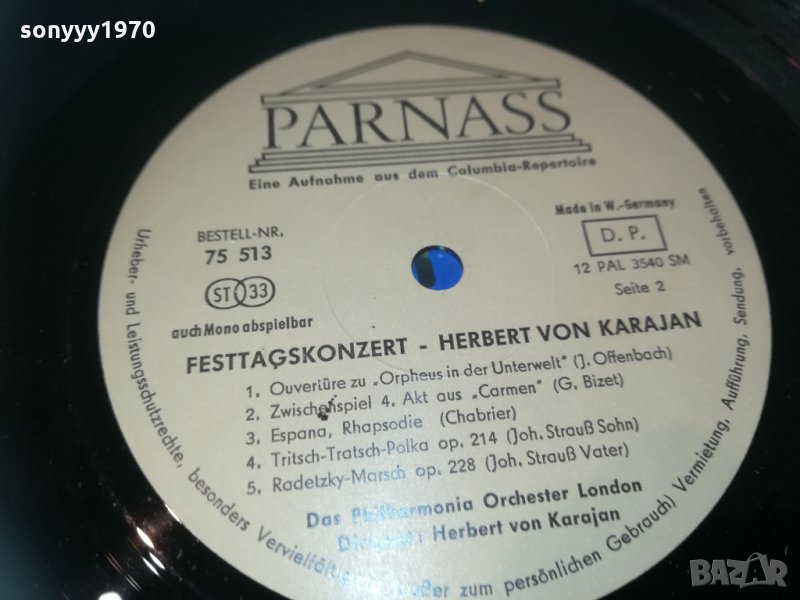 sonyyy1970
PARNASS
Eine Aufnahme aus dem Columbia-Repertoire
BESTELL-NR.
75 513
ST 33
auch Mono abspielbar
Made in W.-Germany
D. P.
12 PAL 3540 SM
Seite 2
FESTTAGSKONZERT - HERBERT VON KARAJAN
1. Ouvertüre zu „Orpheus in der Unterwelt" (J. Offenbach)
2. Zwischenspiel 4. Akt aus „Carmen" (G. Bizet)
3. Espana, Rhapsodie (Chabrier)
4. Tritsch-Tratsch-Polka op. 214 (Joh. Strauß Sohn)
5. Radetzky-Marsch op. 228 (Joh. Strauß Vater)
Das Philharmonia Orchester London
Dirigent: Herbert von Karajan
Urheber- und Leistungsschutzrechte, besonders Vervielfältigung außer zum persönlichen Gebrauch) Vermietung, Aufführung, Sendung, vorbehalten
BAZAR